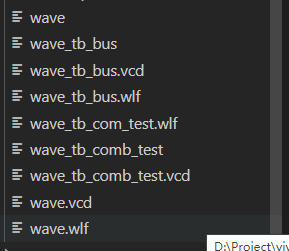 wave
wave_tb_bus
wave_tb_bus.vcd
wave_tb_bus.wlf
wave_tb_com_test.wlf
wave_tb_comb_test
wave_tb_comb_test.vcd
wave.vcd
wave.wlf
D:\Project\viv